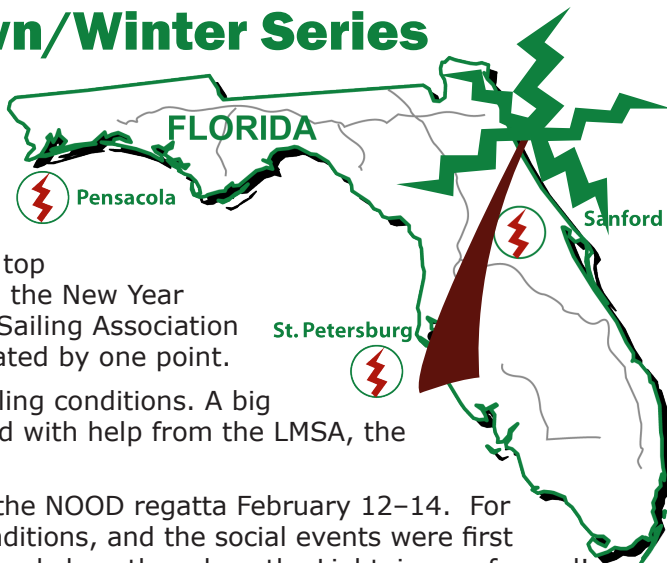 wn/Winter Series
FLORIDA
Pensacola
Sanford
St. Petersburg
top
the New Year
Sailing Association
ated by one point.
ling conditions. A big
d with help from the LMSA, the
the NOOD regatta February 12–14. For
nditions, and the social events were first